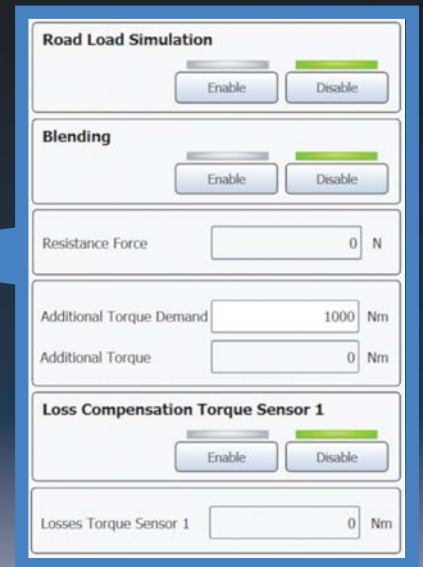 Road Load Simulation
Enable Disable
Blending
Enable Disable
Resistance Force 0 N
Additional Torque Demand 1000 Nm
Additional Torque 0 Nm
Loss Compensation Torque Sensor 1
Enable Disable
Losses Torque Sensor 1 0 Nm